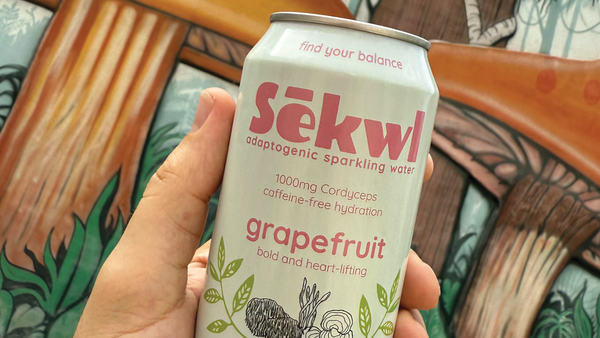 find your balance
Sēkwl
adaptogenic sparkling water
1000mg Cordyceps
caffeine-free hydration
grapefruit
bold and heart-lifting